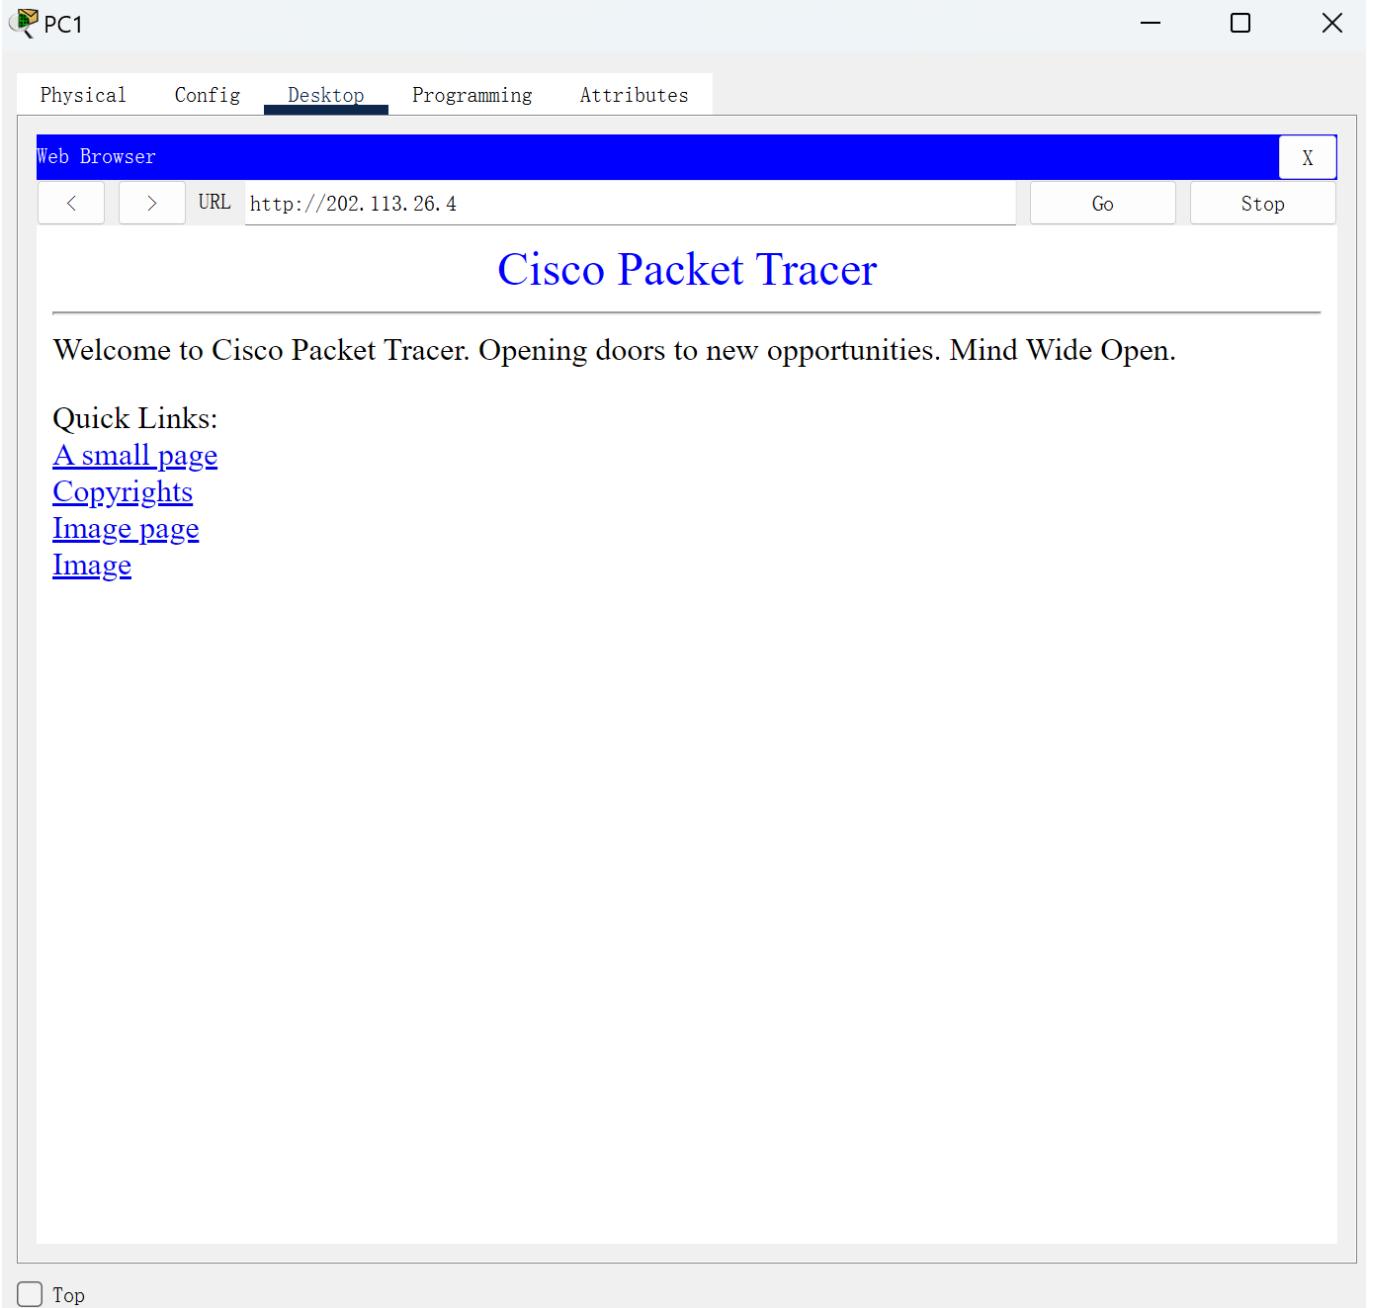 PC1
Physical Config Desktop Programming Attributes
Web Browser X
< > URL http://202.113.26.4 Go Stop
Cisco Packet Tracer
Welcome to Cisco Packet Tracer. Opening doors to new opportunities. Mind Wide Open.
Quick Links:
A small page
Copyrights
Image page
Image
Top